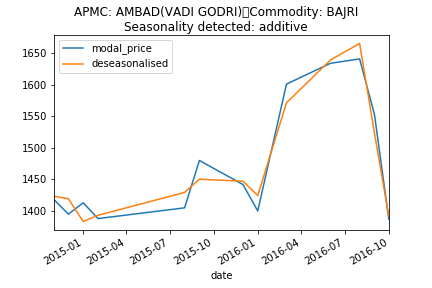 APMC: AMBAD(VADI GODRI)▯Commodity: BAJRI
Seasonality detected: additive
modal_price
deseasonalised
1650
1600
1550
1500
1450
1400
2015-01
2015-04
2015-07
2015-10
2016-01
2016-04
2016-07
2016-10
date